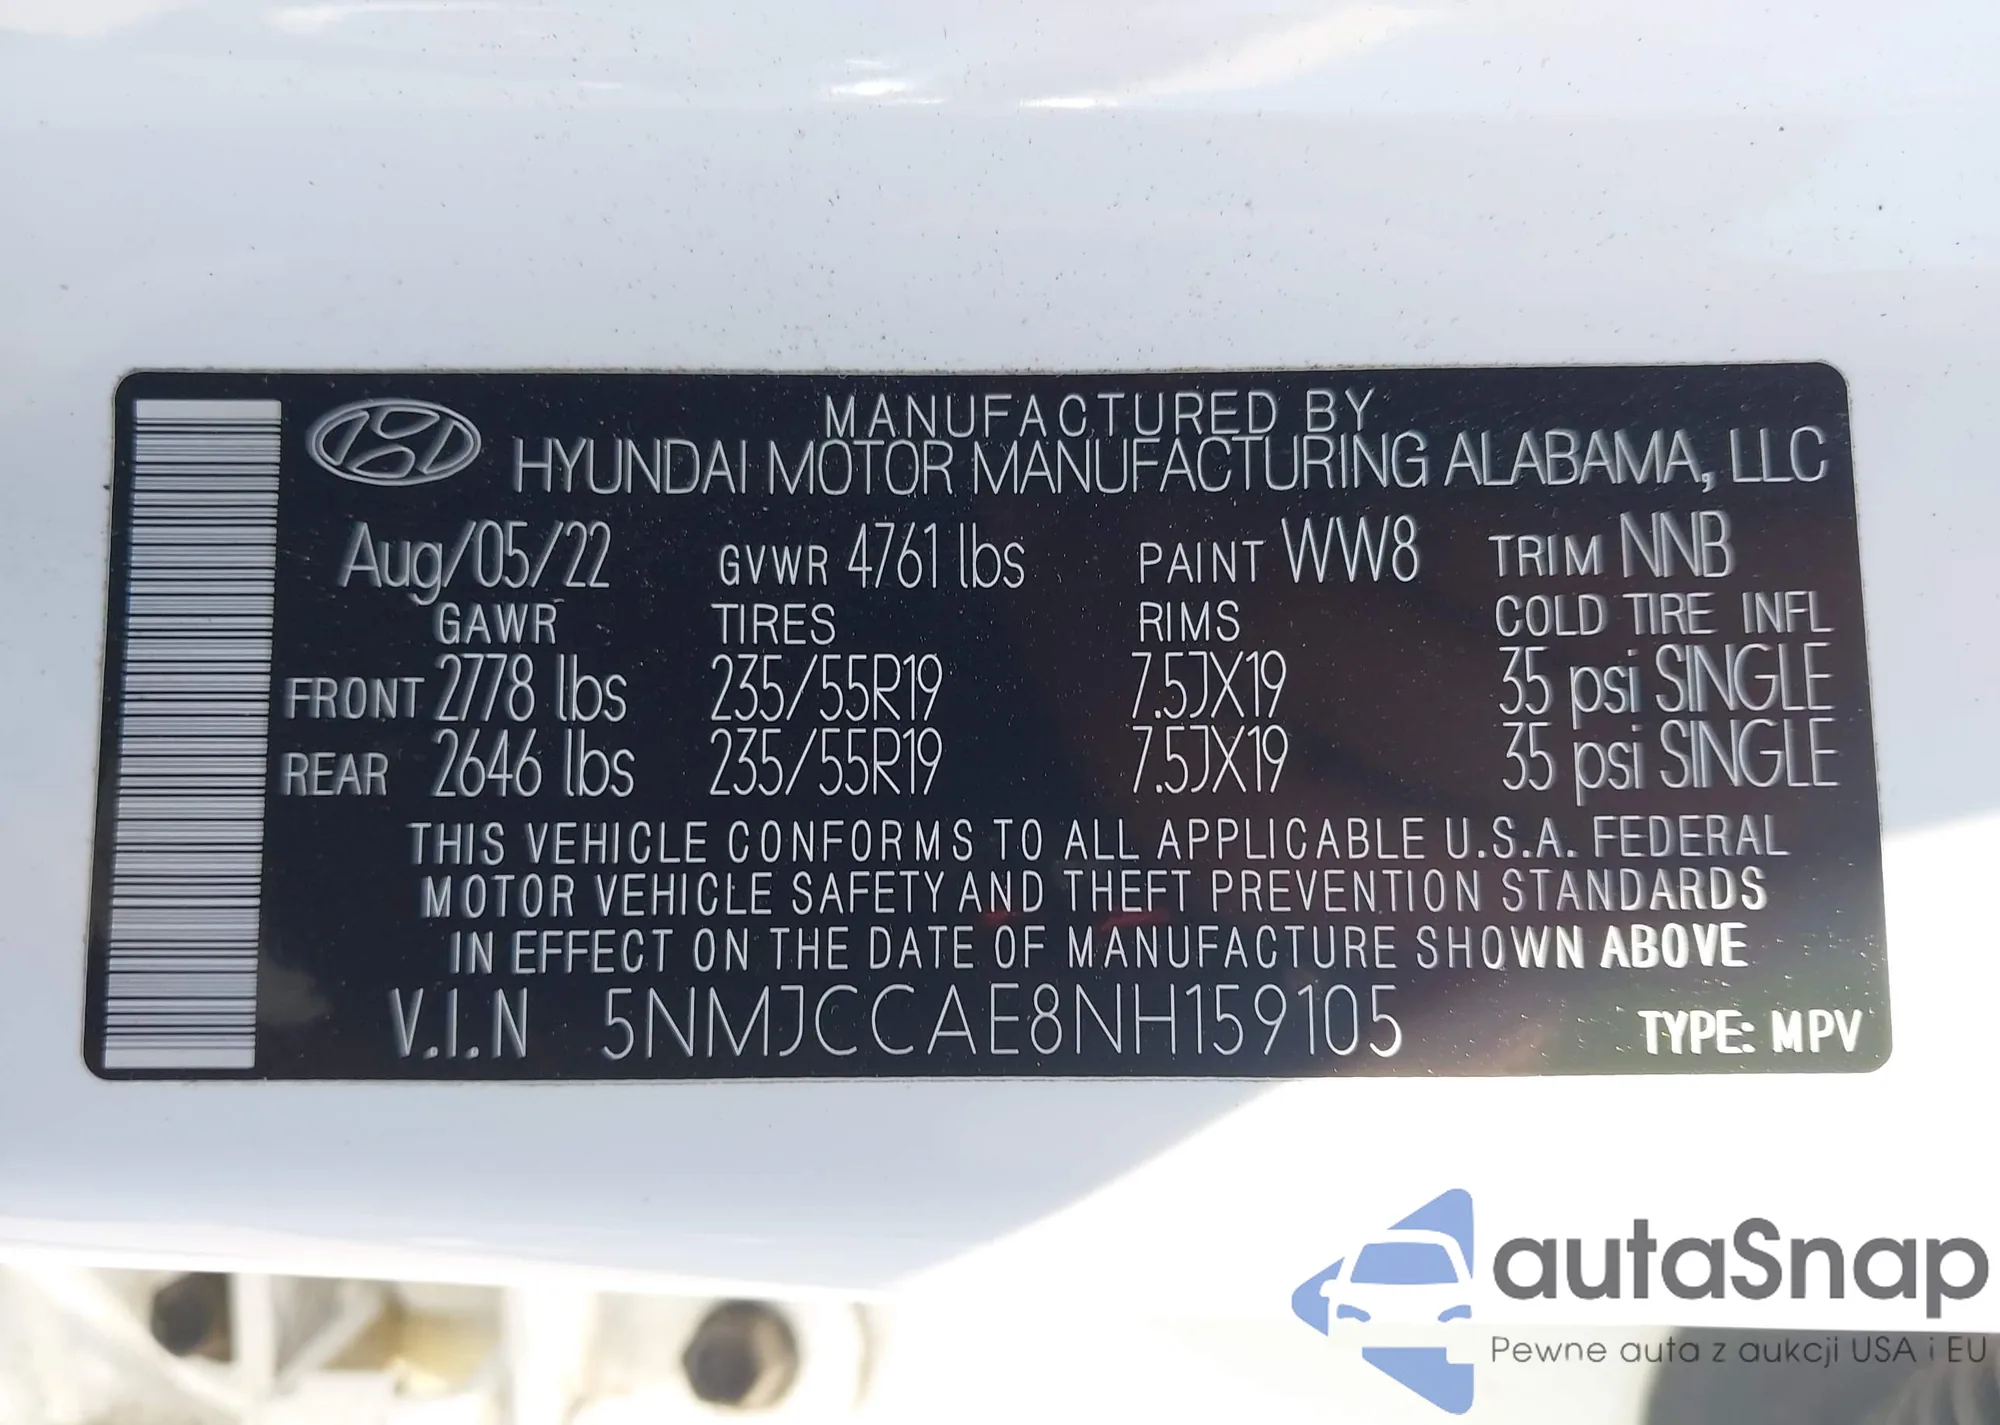 MANUFACTURED BY
HYUNDAI MOTOR MANUFACTURING ALABAMA, LLC
Aug/05/22 GVWR 4761 lbs PAINT WW8 TRIM NNB
GAWR TIRES RIMS COLD TIRE INFL
FRONT 2778 lbs 235/55R19 7.5JX19 35 psi SINGLE
REAR 2646 lbs 235/55R19 7.5JX19 35 psi SINGLE
THIS VEHICLE CONFORMS TO ALL APPLICABLE U.S.A. FEDERAL
MOTOR VEHICLE SAFETY AND THEFT PREVENTION STANDARDS
IN EFFECT ON THE DATE OF MANUFACTURE SHOWN ABOVE
V.I.N 5NMJCCAE8NH159105 TYPE: MPV
autaSnap
Pewne auta z aukcji USA i EU